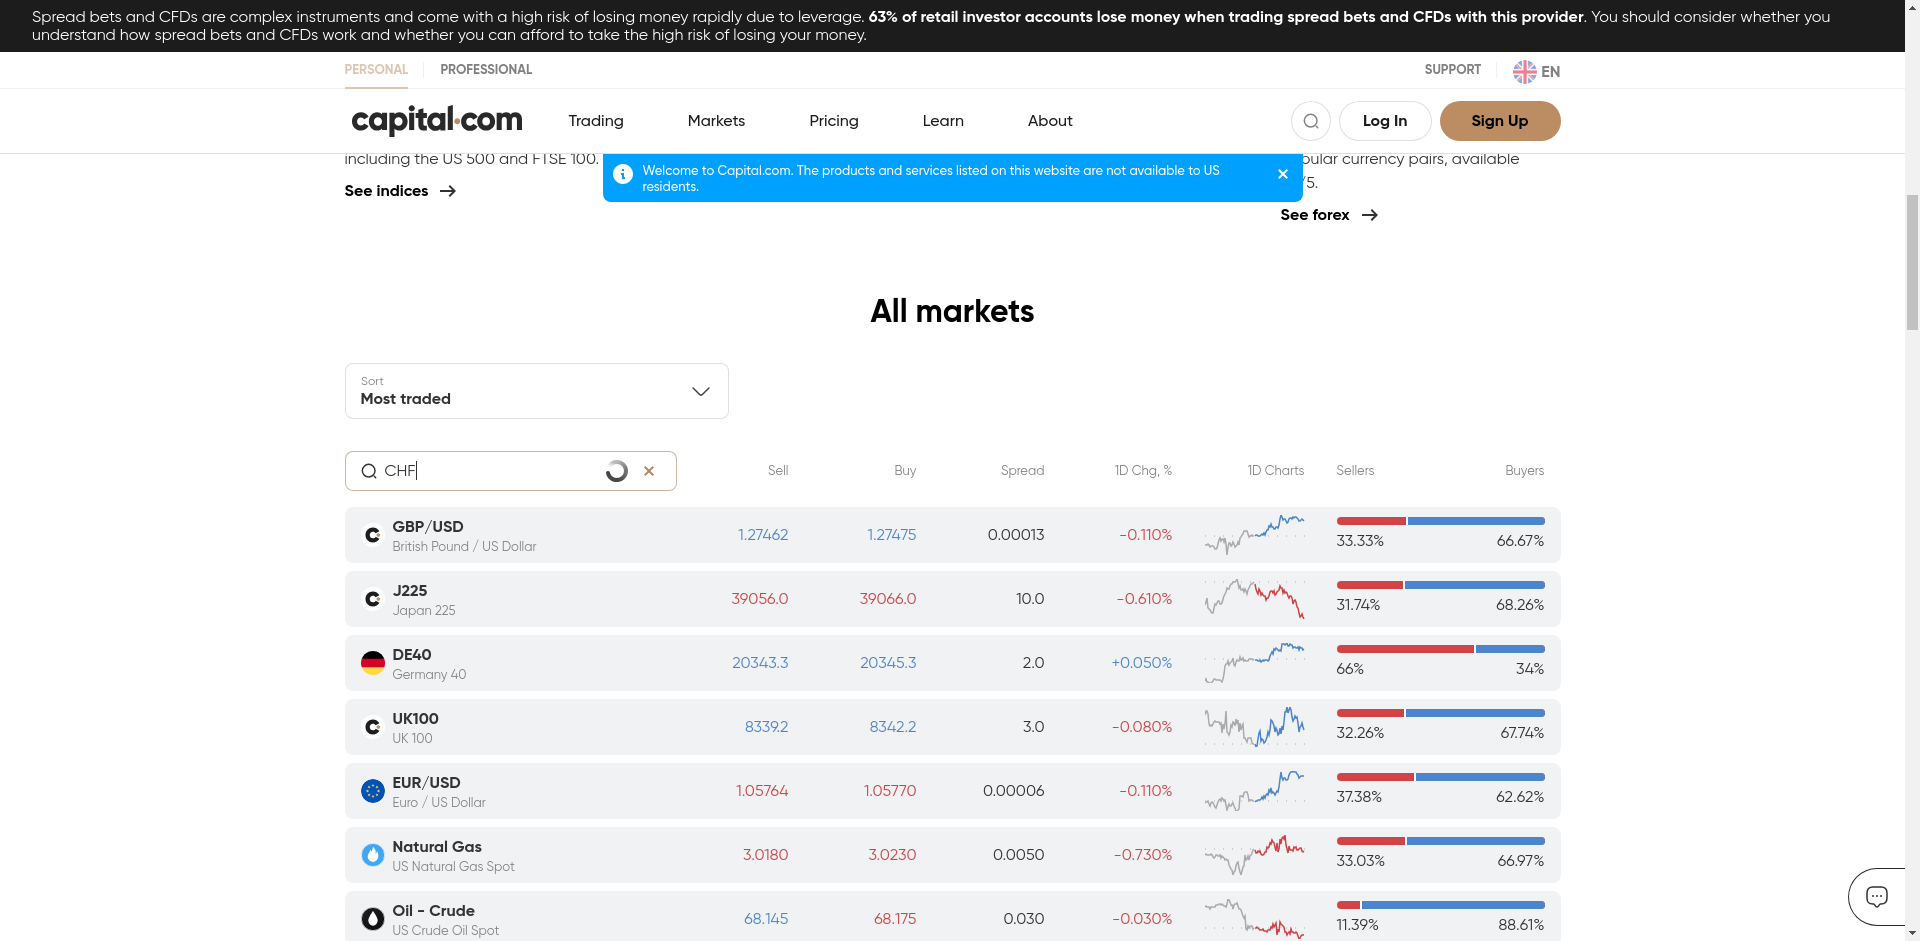 Spread bets and CFDs are complex instruments and come with a high risk of losing money rapidly due to leverage. 63% of retail investor accounts lose money when trading spread bets and CFDs with this provider. You should consider whether you
understand how spread bets and CFDs work and whether you can afford to take the high risk of losing your money.
PERSONAL PROFESSIONAL SUPPORT EN
capital.com Trading Markets Pricing Learn About Log In Sign Up
including the US 500 and FTSE 100.
Welcome to Capital.com. The products and services listed on this website are not available to US
residents.
currency pairs, available
/5.
See indices
See forex
All markets
Sort
Most traded
CHF Sell Buy Spread 1D Chg, % 1D Charts Sellers Buyers
GBP/USD
British Pound / US Dollar
1.27462 1.27475 0.00013 -0.110% 33.33% 66.67%
J225
Japan 225
39056.0 39066.0 10.0 -0.610% 31.74% 68.26%
DE40
Germany 40
20343.3 20345.3 2.0 +0.050% 66% 34%
UK100
UK 100
8339.2 8342.2 3.0 -0.080% 32.26% 67.74%
EUR/USD
Euro / US Dollar
1.05764 1.05770 0.00006 -0.110% 37.38% 62.62%
Natural Gas
US Natural Gas Spot
3.0180 3.0230 0.0050 -0.730% 33.03% 66.97%
Oil - Crude
US Crude Oil Spot
68.145 68.175 0.030 -0.030% 11.39% 88.61%